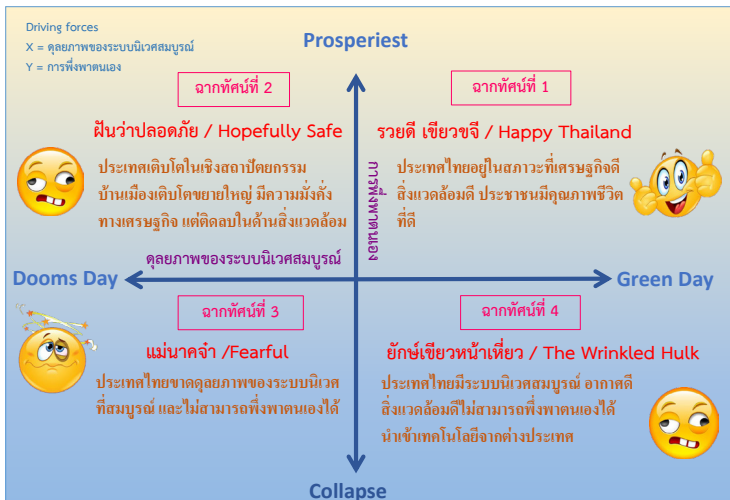 Driving forces
X = ดุลยภาพของระบบนิเวศสมบูรณ์
Y = การพึ่งพาตนเอง
Prosperiest
ฉากทัศน์ที่ 2
ฝันว่าปลอดภัย / Hopefully Safe
ประเทศเติบโตในเชิงสถาปัตยกรรม
บ้านเมืองเติบโตขยายใหญ่ มีความมั่งคั่ง
ทางเศรษฐกิจ แต่ติดลบในด้านสิ่งแวดล้อม
ฉากทัศน์ที่ 1
รวยดี เขียวขจี / Happy Thailand
ประเทศไทยอยู่ในสภาวะที่เศรษฐกิจดี
สิ่งแวดล้อมดี ประชาชนมีคุณภาพชีวิต
ที่ดี
การพึ่งพาตนเอง
ดุลยภาพของระบบนิเวศสมบูรณ์
Dooms Day
Green Day
ฉากทัศน์ที่ 3
แม่นาคจ๋า /Fearful
ประเทศไทยขาดดุลยภาพของระบบนิเวศ
ที่สมบูรณ์ และไม่สามารถพึ่งพาตนเองได้
ฉากทัศน์ที่ 4
ยักษ์เขียวหน้าเหี่ยว / The Wrinkled Hulk
ประเทศไทยมีระบบนิเวศสมบูรณ์ อากาศดี
สิ่งแวดล้อมดีไม่สามารถพึ่งพาตนเองได้
นำเข้าเทคโนโลยีจากต่างประเทศ
Collapse